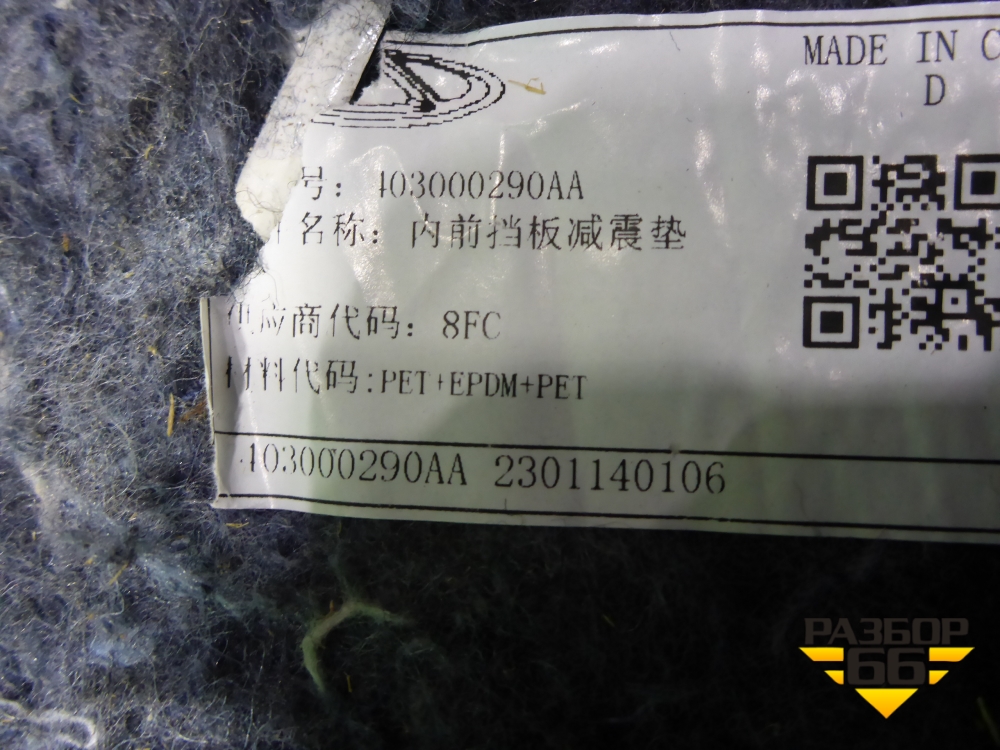 MADE IN C
D
号: 403000290AA
名称: 内前挡板减震垫
供应商代码: 8FC
材料代码:PET+EPDM+PET
403000290AA 2301140106
РАЗБОР
66